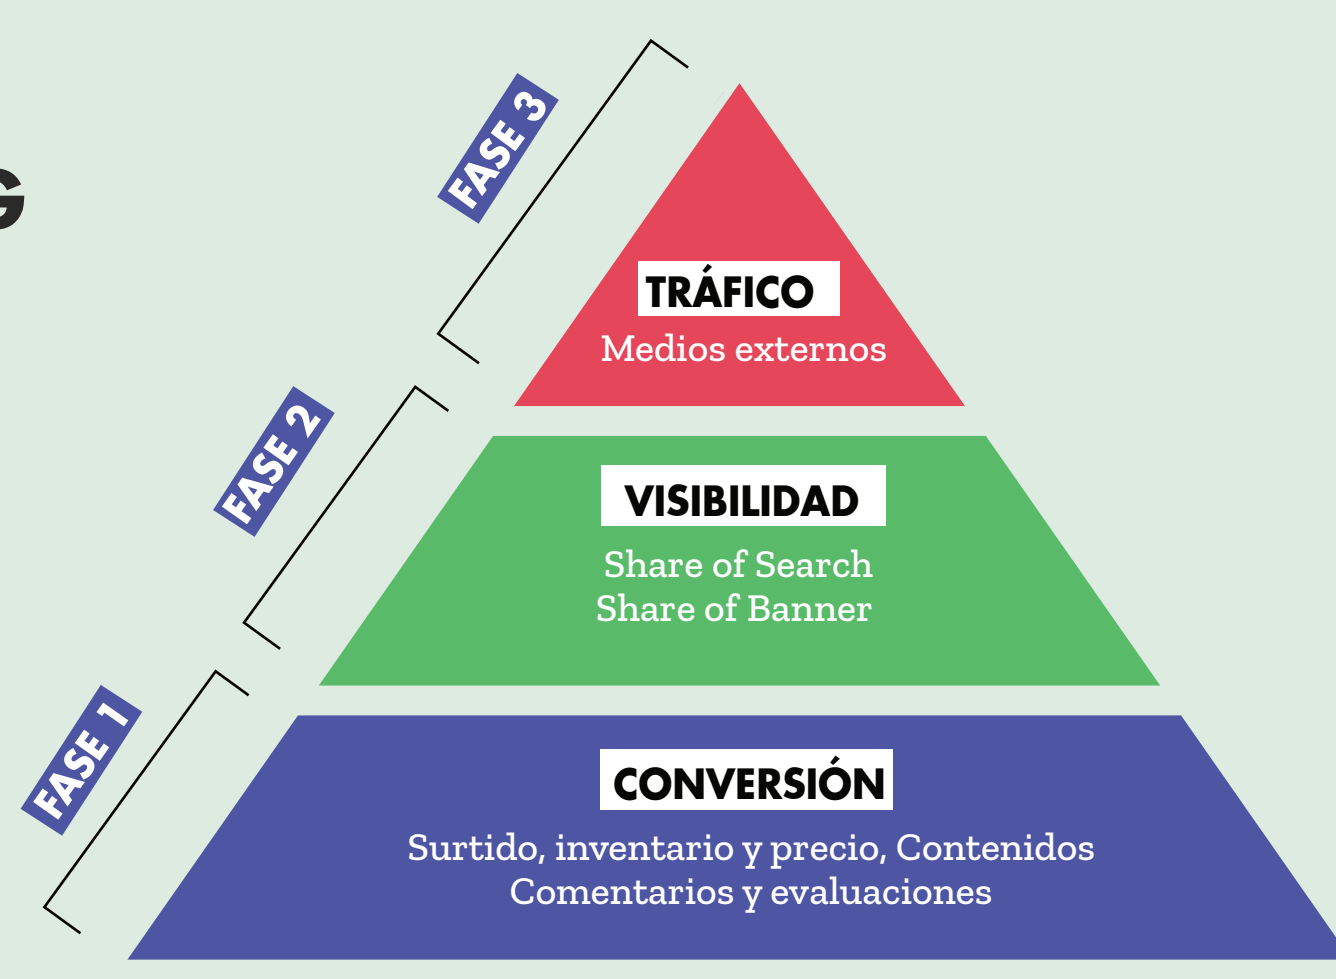 G
FASE 3
TRÁFICO
Medios externos
FASE 2
VISIBILIDAD
Share of Search
Share of Banner
FASE 1
CONVERSIÓN
Surtido, inventario y precio, Contenidos
Comentarios y evaluaciones